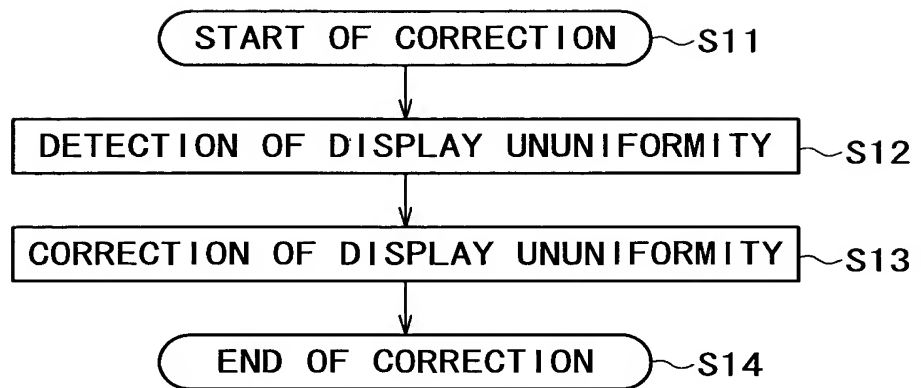 START OF CORRECTION S11
DETECTION OF DISPLAY UNUNIFORMITY S12
CORRECTION OF DISPLAY UNUNIFORMITY S13
END OF CORRECTION S14